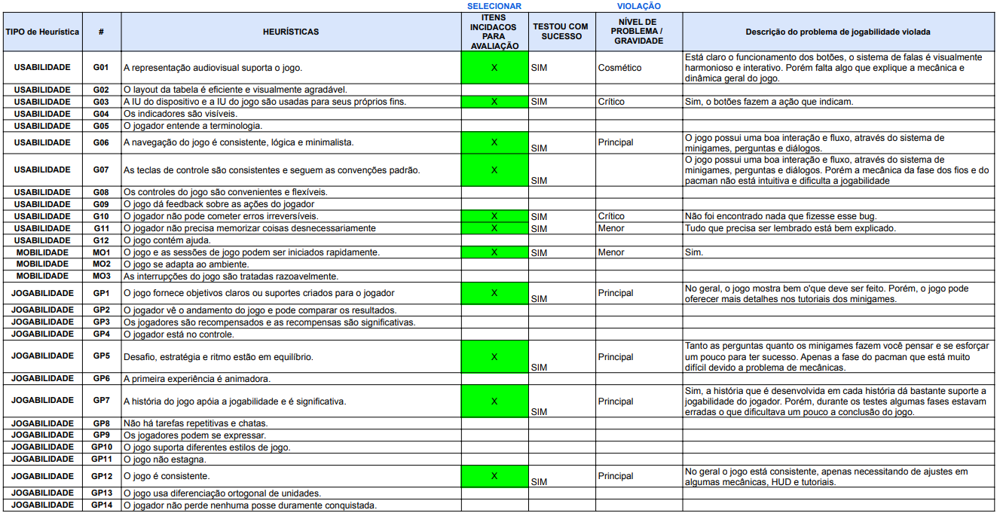 SELECIONAR VIOLAÇÃO
TIPO de Heurística # HEURÍSTICAS ITENS INCIDACOS PARA AVALIAÇÃO TESTOU COM SUCESSO NÍVEL DE PROBLEMA / GRAVIDADE Descrição do problema de jogabilidade violada
USABILIDADE G01 A representação audiovisual suporta o jogo. X SIM Cosmético Está claro o funcionamento dos botões, o sistema de falas é visualmente
harmonioso e interativo. Porém falta algo que explique a mecânica e
dinâmica geral do jogo.
USABILIDADE G02 O layout da tabela é eficiente e visualmente agradável.
USABILIDADE G03 A IU do dispositivo e a IU do jogo são usadas para seus próprios fins. X SIM Crítico Sim, o botões fazem a ação que indicam.
USABILIDADE G04 Os indicadores são visíveis.
USABILIDADE G05 O jogador entende a terminologia.
USABILIDADE G06 A navegação do jogo é consistente, lógica e minimalista. X SIM Principal O jogo possui uma boa interação e fluxo, através do sistema de
minigames, perguntas e diálogos.
USABILIDADE G07 As teclas de controle são consistentes e seguem as convenções padrão. X SIM O jogo possui uma boa interação e fluxo, através do sistema de
minigames, perguntas e diálogos. Porém a mecânica da fase dos fios e do
pacman não está intuitiva e dificulta a jogabilidade
USABILIDADE G08 Os controles do jogo são convenientes e flexíveis.
USABILIDADE G09 O jogo dá feedback sobre as ações do jogador
USABILIDADE G10 O jogador não pode cometer erros irreversíveis. X SIM Crítico Não foi encontrado nada que fizesse esse bug.
USABILIDADE G11 O jogador não precisa memorizar coisas desnecessariamente X SIM Menor Tudo que precisa ser lembrado está bem explicado.
USABILIDADE G12 O jogo contém ajuda.
MOBILIDADE MO1 O jogo e as sessões de jogo podem ser iniciados rapidamente. X SIM Menor Sim.
MOBILIDADE MO2 O jogo se adapta ao ambiente.
MOBILIDADE MO3 As interrupções do jogo são tratadas razoavelmente.
JOGABILIDADE GP1 O jogo fornece objetivos claros ou suportes criados para o jogador X SIM Principal No geral, o jogo mostra bem o'que deve ser feito. Porém, o jogo pode
oferecer mais detalhes nos tutoriais dos minigames.
JOGABILIDADE GP2 O jogador vê o andamento do jogo e pode comparar os resultados.
JOGABILIDADE GP3 Os jogadores são recompensados e as recompensas são significativas.
JOGABILIDADE GP4 O jogador está no controle.
JOGABILIDADE GP5 Desafio, estratégia e ritmo estão em equilíbrio. X SIM Principal Tanto as perguntas quanto os minigames fazem você pensar e se esforçar
um pouco para ter sucesso. Apenas a fase do pacman que está muito
difícil devido a problema de mecânicas.
JOGABILIDADE GP6 A primeira experiência é animadora.
JOGABILIDADE GP7 A história do jogo apóia a jogabilidade e é significativa. X SIM Principal Sim, a história que é desenvolvida em cada história dá bastante suporte a
jogabilidade do jogador. Porém, durante os testes algumas fases estavam
erradas o que dificultava um pouco a conclusão do jogo.
JOGABILIDADE GP8 Não há tarefas repetitivas e chatas.
JOGABILIDADE GP9 Os jogadores podem se expressar.
JOGABILIDADE GP10 O jogo suporta diferentes estilos de jogo.
JOGABILIDADE GP11 O jogo não estagna.
JOGABILIDADE GP12 O jogo é consistente. X SIM Principal No geral o jogo está consistente, apenas necessitando de ajustes em
algumas mecânicas, HUD e tutoriais.
JOGABILIDADE GP13 O jogo usa diferenciação ortogonal de unidades.
JOGABILIDADE GP14 O jogador não perde nenhuma posse duramente conquistada.